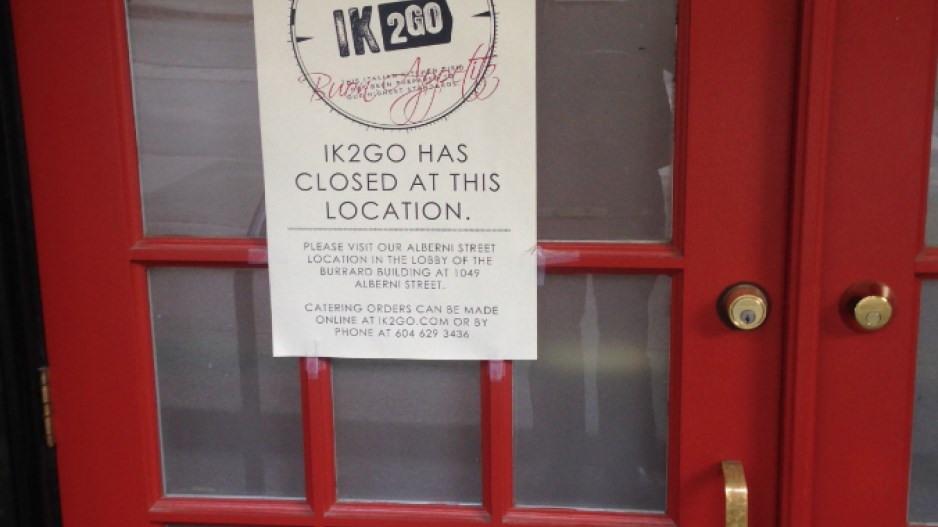 IK2GO
Buon Appetito
IK2GO HAS
CLOSED AT THIS
LOCATION.
PLEASE VISIT OUR ALBERNI STREET
LOCATION IN THE LOBBY OF THE
BURRARD BUILDING AT 1049
ALBERNI STREET.
CATERING ORDERS CAN BE MADE
ONLINE AT IK2GO.COM OR BY
PHONE AT 604 629 3436